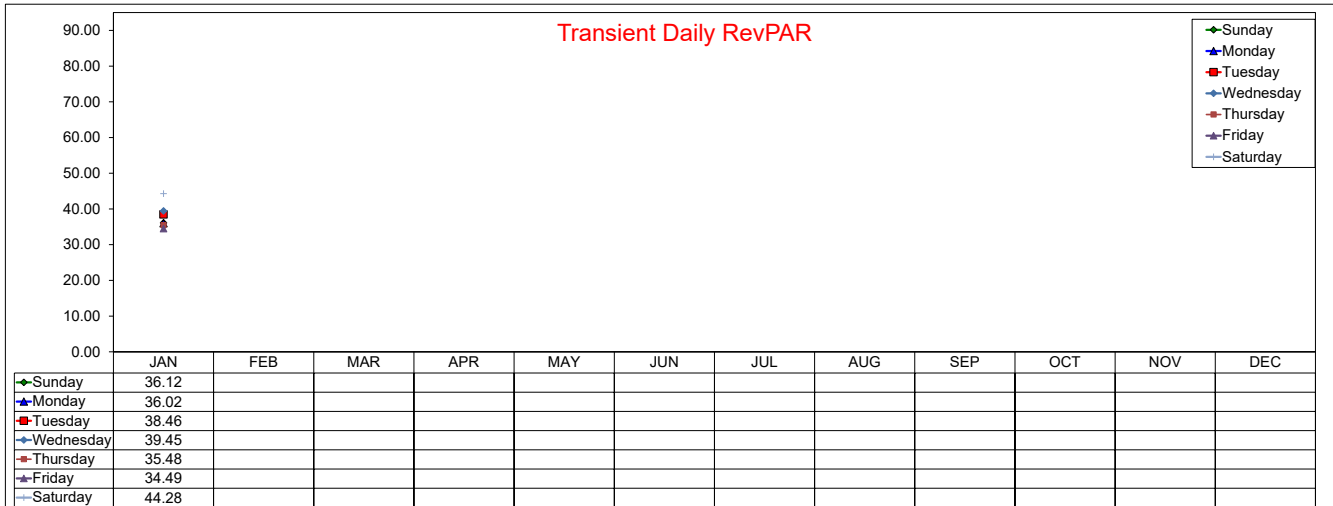 Transient Daily RevPAR
Sunday
Monday
Tuesday
Wednesday
Thursday
Friday
Saturday
90.00
80.00
70.00
60.00
50.00
40.00
30.00
20.00
10.00
0.00
JAN FEB MAR APR MAY JUN JUL AUG SEP OCT NOV DEC
Sunday 36.12
Monday 36.02
Tuesday 38.46
Wednesday 39.45
Thursday 35.48
Friday 34.49
Saturday 44.28